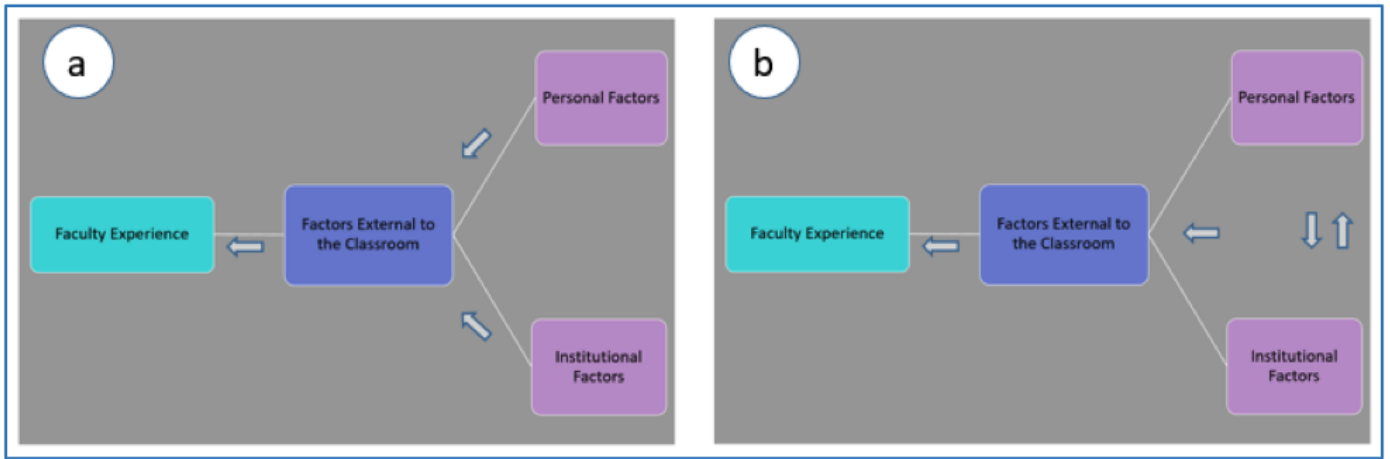 a
Personal Factors
Faculty Experience
Factors External to
the Classroom
Institutional
Factors
b
Personal Factors
Faculty Experience
Factors External to
the Classroom
Institutional
Factors